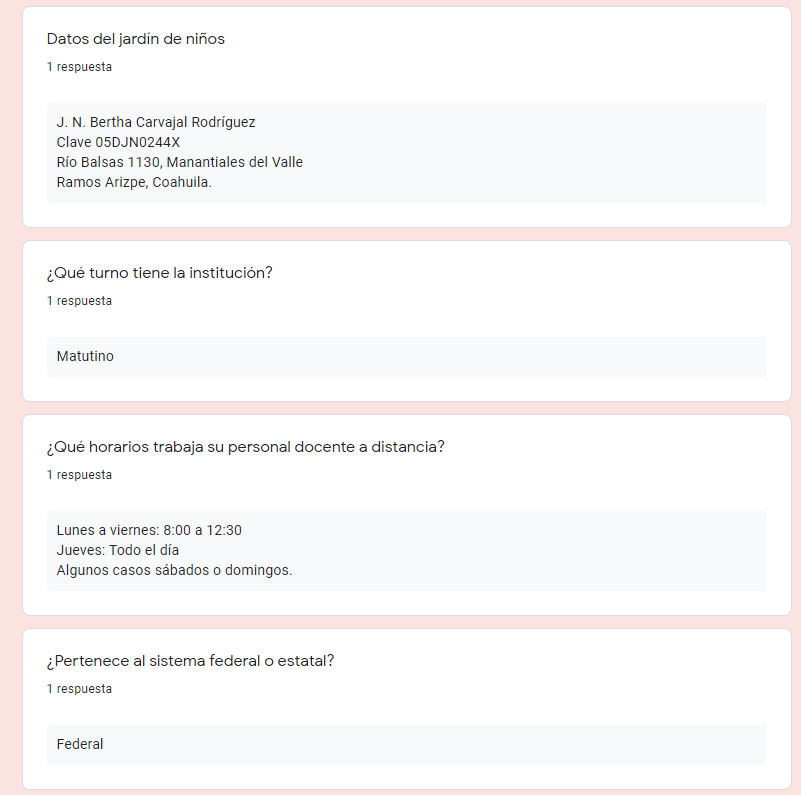 Datos del jardín de niños
1 respuesta
J. N. Bertha Carvajal Rodríguez
Clave 05DJN0244X
Río Balsas 1130, Manantiales del Valle
Ramos Arizpe, Coahuila.
¿Qué turno tiene la institución?
1 respuesta
Matutino
¿Qué horarios trabaja su personal docente a distancia?
1 respuesta
Lunes a viernes: 8:00 a 12:30
Jueves: Todo el día
Algunos casos sábados o domingos.
¿Pertenece al sistema federal o estatal?
1 respuesta
Federal